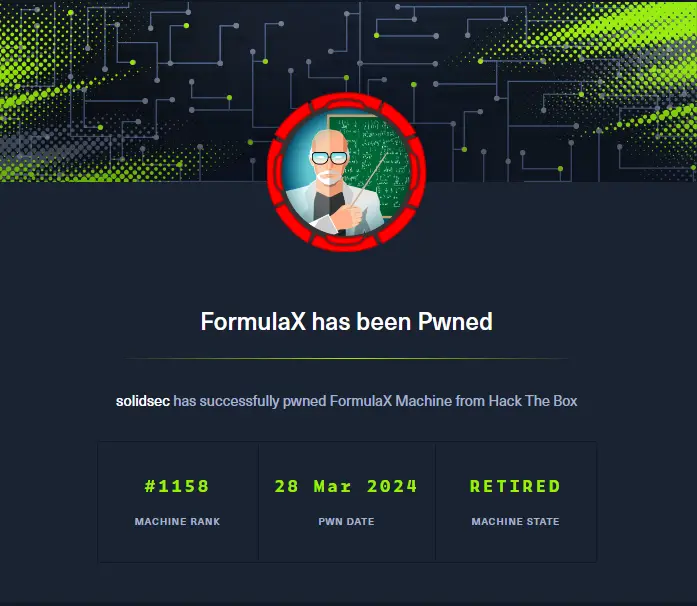 FormulaX has been Pwned
solidsec has successfully pwned FormulaX Machine from Hack The Box
#1158 28 Mar 2024 RETIRED
MACHINE RANK PWN DATE MACHINE STATE